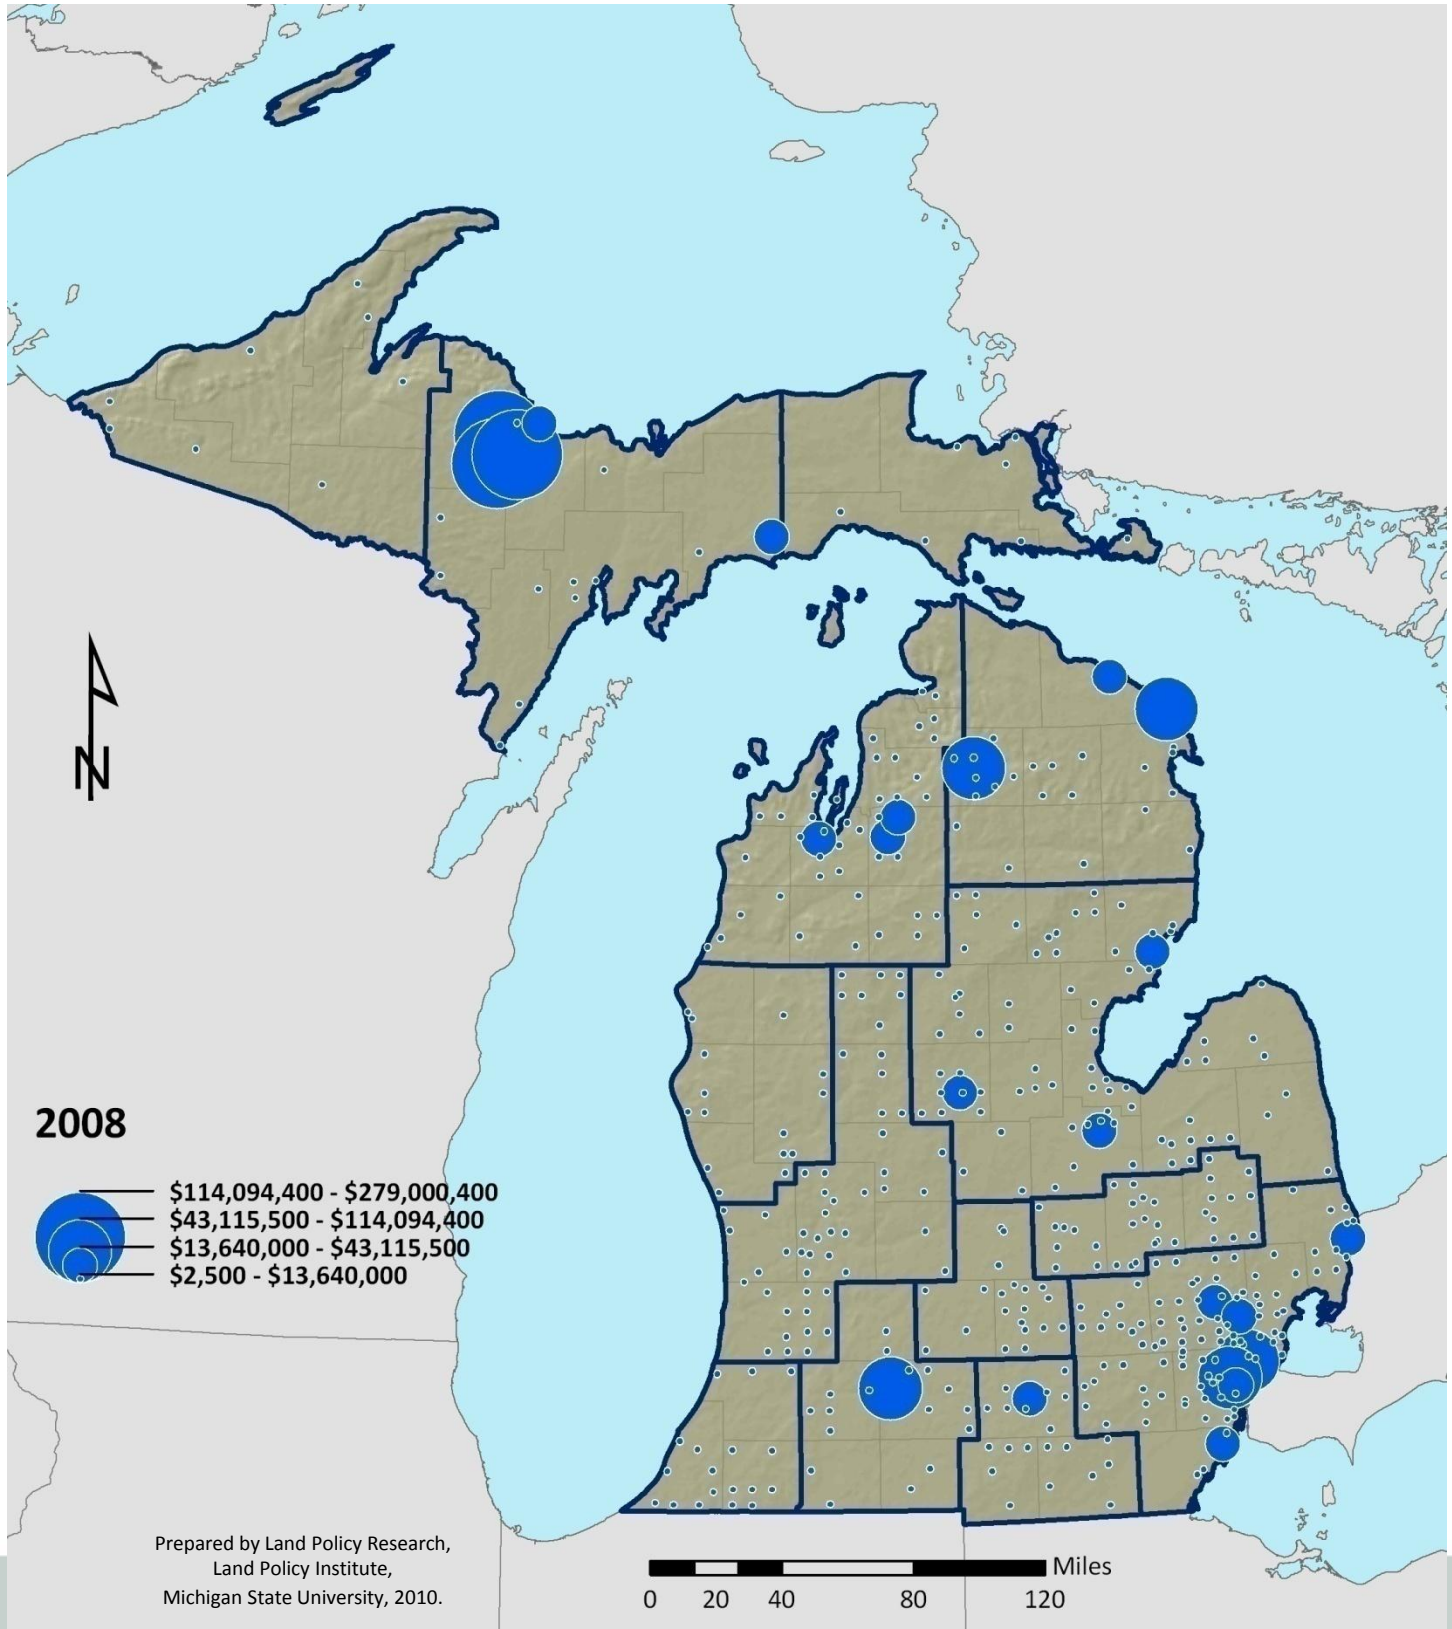 N
2008
$114,094,400 - $279,000,400
$43,115,500 - $114,094,400
$13,640,000 - $43,115,500
$2,500 - $13,640,000
Prepared by Land Policy Research,
Land Policy Institute,
Michigan State University, 2010.
Miles
0 20 40 80 120